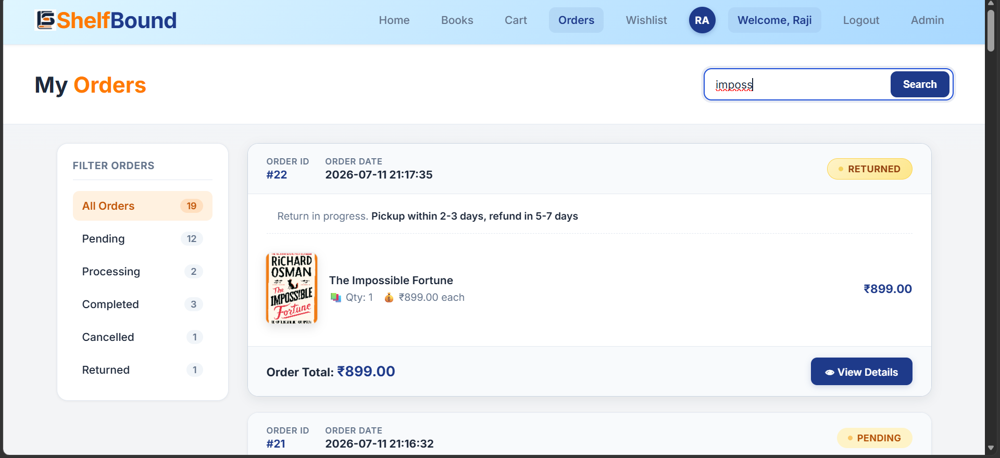 ShelfBound
Home Books Cart Orders Wishlist RA Welcome, Raji Logout Admin
My Orders
imposs Search
FILTER ORDERS
All Orders 19
Pending 12
Processing 2
Completed 3
Cancelled 1
Returned 1
ORDER ID ORDER DATE
#22 2026-07-11 21:17:35
RETURNED
Return in progress. Pickup within 2-3 days, refund in 5-7 days
RICHARD
OSMAN
The
IMPOSSIBLE
Fortune
The Impossible Fortune
Qty: 1 ₹899.00 each
₹899.00
Order Total: ₹899.00
View Details
ORDER ID ORDER DATE
#21 2026-07-11 21:16:32
PENDING